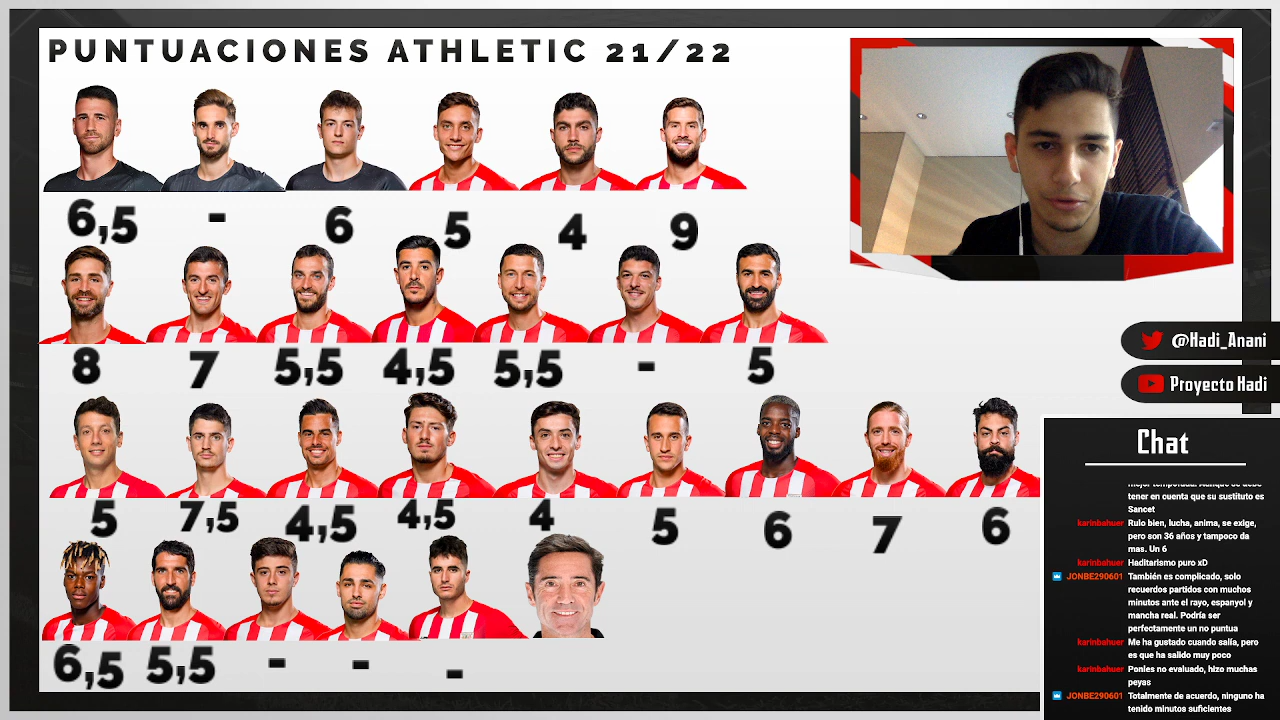 PUNTUACIONES ATHLETIC 21/22
6,5 - 6 5 4 9
8 7 5,5 4,5 5,5 - 5
5 7,5 4,5 4,5 4 5 6 7 6
6,5 5,5 - - -
@Hadi_Anani
Proyecto Hadi
Chat
mejor temporada. Aunque se debe
tener en cuenta que su sustituto es
Sancet
karinbahuer Rulo bien, lucha, anima, se exige,
pero son 36 años y tampoco da
mas. Un 6
karinbahuer Haditarismo puro xD
JONBE290601 También es complicado, solo
recuerdos partidos con muchos
minutos ante el rayo, espanyol y
mancha real. Podría ser
perfectamente un no puntua
karinbahuer Me ha gustado cuando salía, pero
es que ha salido muy poco
karinbahuer Ponles no evaluado, hizo muchas
peyas
JONBE290601 Totalmente de acuerdo, ninguno ha
tenido minutos suficientes